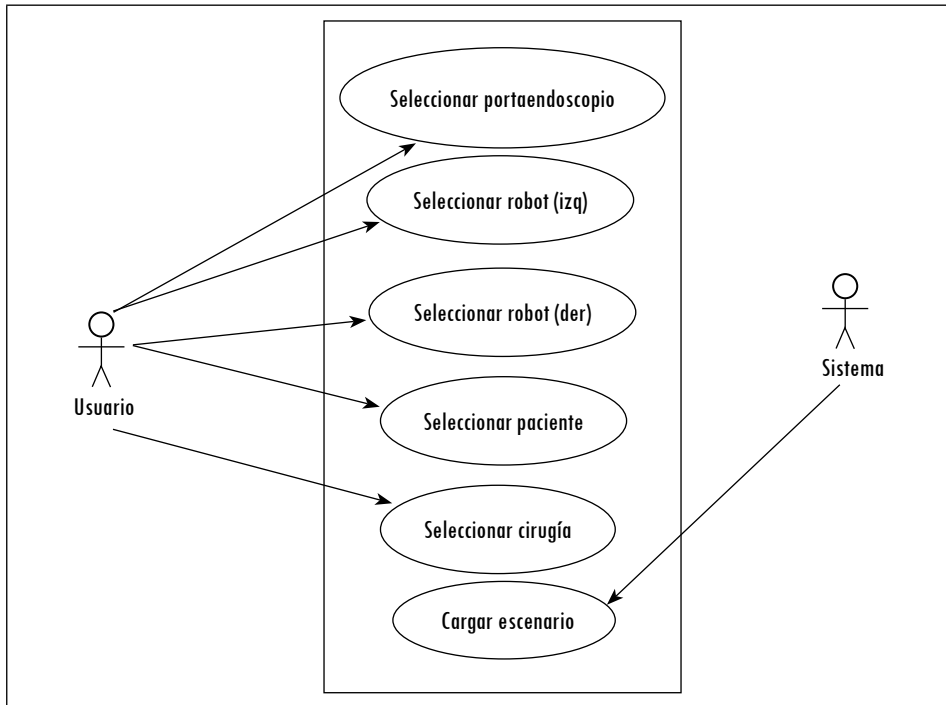 Seleccionar portaendoscopio
Seleccionar robot (izq)
Seleccionar robot (der)
Sistema
Usuario
Seleccionar paciente
Seleccionar cirugía
Cargar escenario